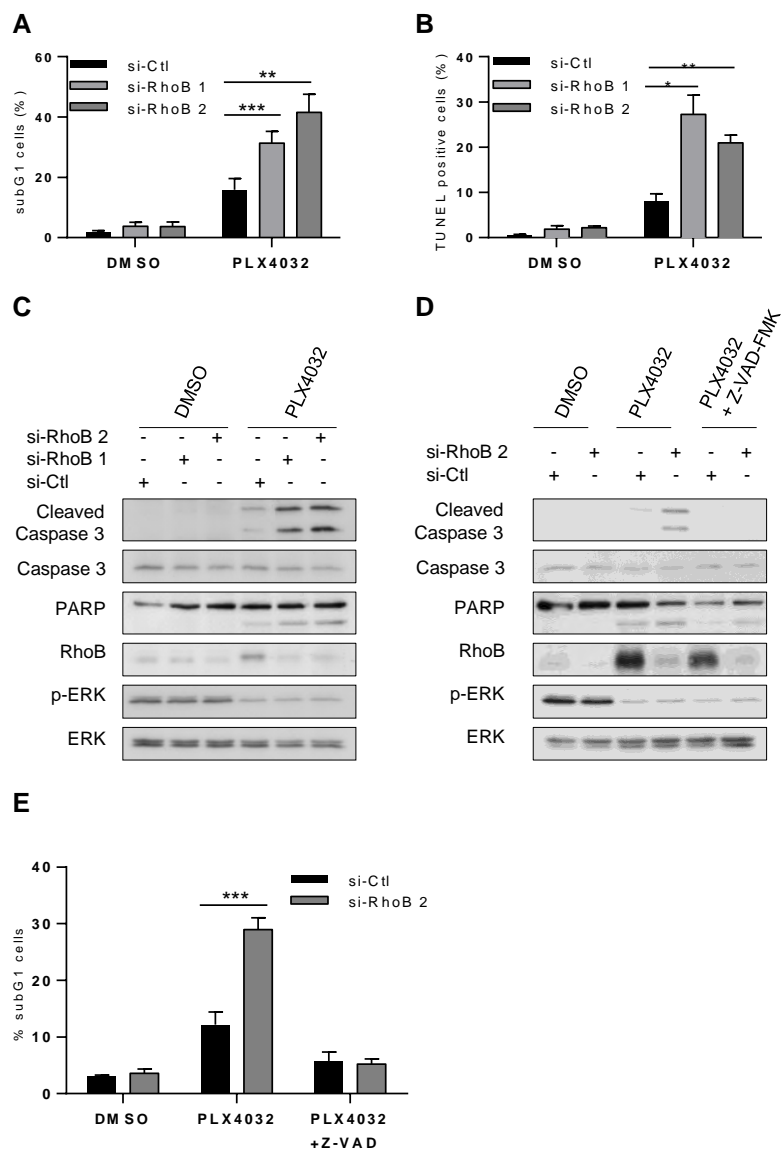 A
subG1 cells (%)
60
40
20
0
si-Ctl
si-RhoB 1
si-RhoB 2
**
***
DMSO
PLX4032
B
TUNEL positive cells (%)
40
30
20
10
0
si-Ctl
si-RhoB 1
si-RhoB 2
**
*
DMSO
PLX4032
C
DMSO
PLX4032
si-RhoB 2 - - + - - +
si-RhoB 1 - + - - + -
si-Ctl + - - + - -
Cleaved
Caspase 3
Caspase 3
PARP
RhoB
p-ERK
ERK
D
DMSO
PLX4032
PLX4032
+ Z-VAD-FMK
si-RhoB 2 - + - + - +
si-Ctl + - + - + -
Cleaved
Caspase 3
Caspase 3
PARP
RhoB
p-ERK
ERK
E
% subG1 cells
40
30
20
10
0
***
si-Ctl
si-RhoB 2
DMSO
PLX4032
PLX4032
+Z-VAD